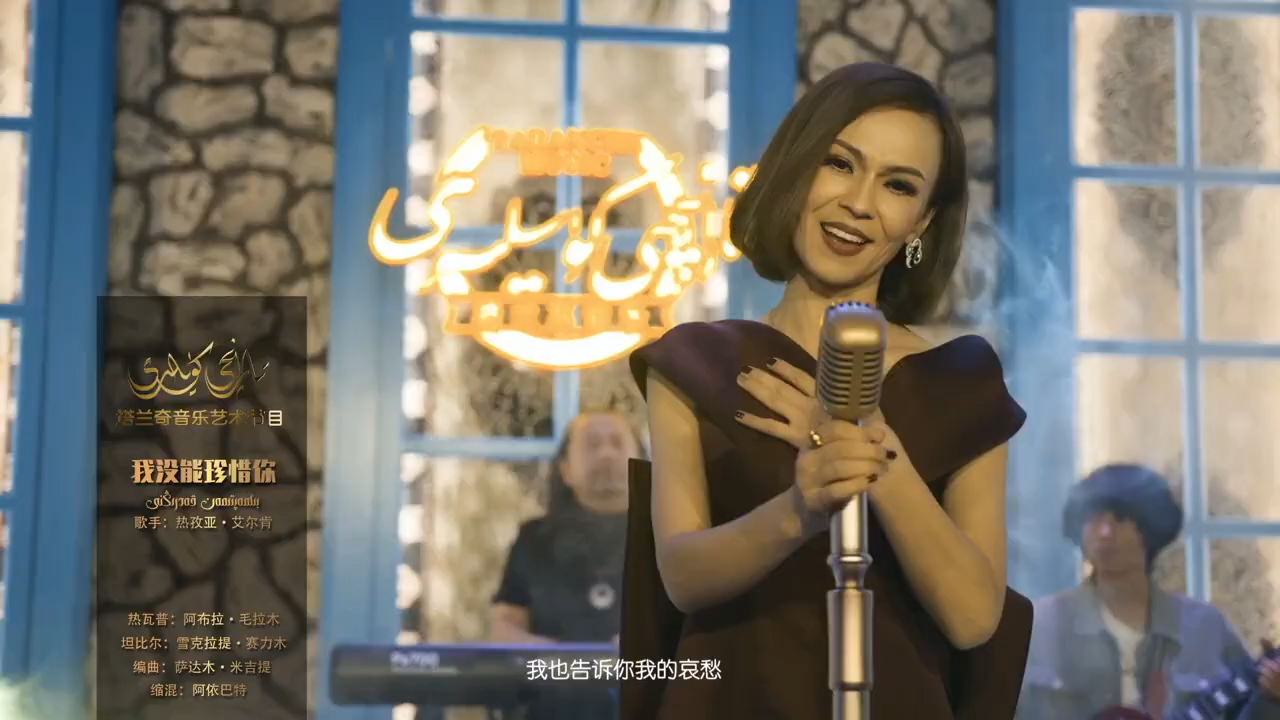 塔兰奇音乐艺术节目
我没能珍惜你
بىلمەپتىمەن قەدرىڭنى
歌手：热孜亚·艾尔肯
热瓦普：阿布拉·毛拉木
坦比尔：雪克拉提·赛力木
编曲：萨达木·米吉提
缩混：阿依巴特
我也告诉你我的哀愁